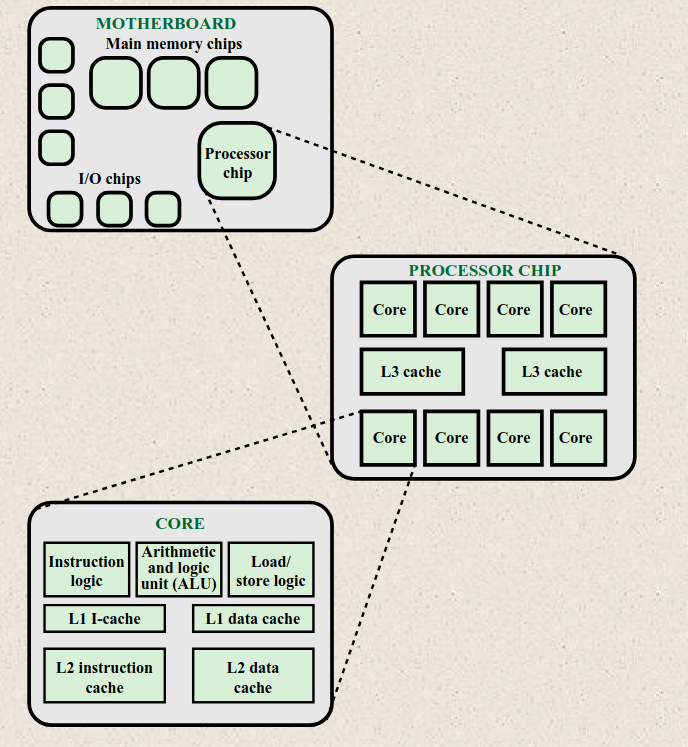 MOTHERBOARD
Main memory chips
Processor
chip
I/O chips
PROCESSOR CHIP
Core
Core
Core
Core
L3 cache
L3 cache
Core
Core
Core
Core
CORE
Instruction
logic
Arithmetic
and logic
unit (ALU)
Load/
store logic
L1 I-cache
L1 data cache
L2 instruction
cache
L2 data
cache